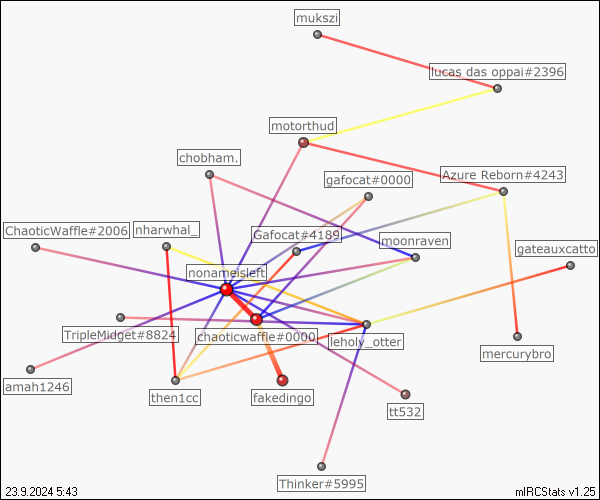 mukszi
lucas das oppai#2396
motorthud
chobham.
gafocat#0000
Azure Reborn#4243
ChaoticWaffle#2006
nharwhal_
Gafocat#4189
moonraven
gateauxcatto
nonameisleft
TripleMidget#8824
chaoticwaffle#0000
ieholy_otter
mercurybro
amah1246
then1cc
fakedingo
tt532
Thinker#5995
23.9.2024 5:43
mIRCStats v1.25